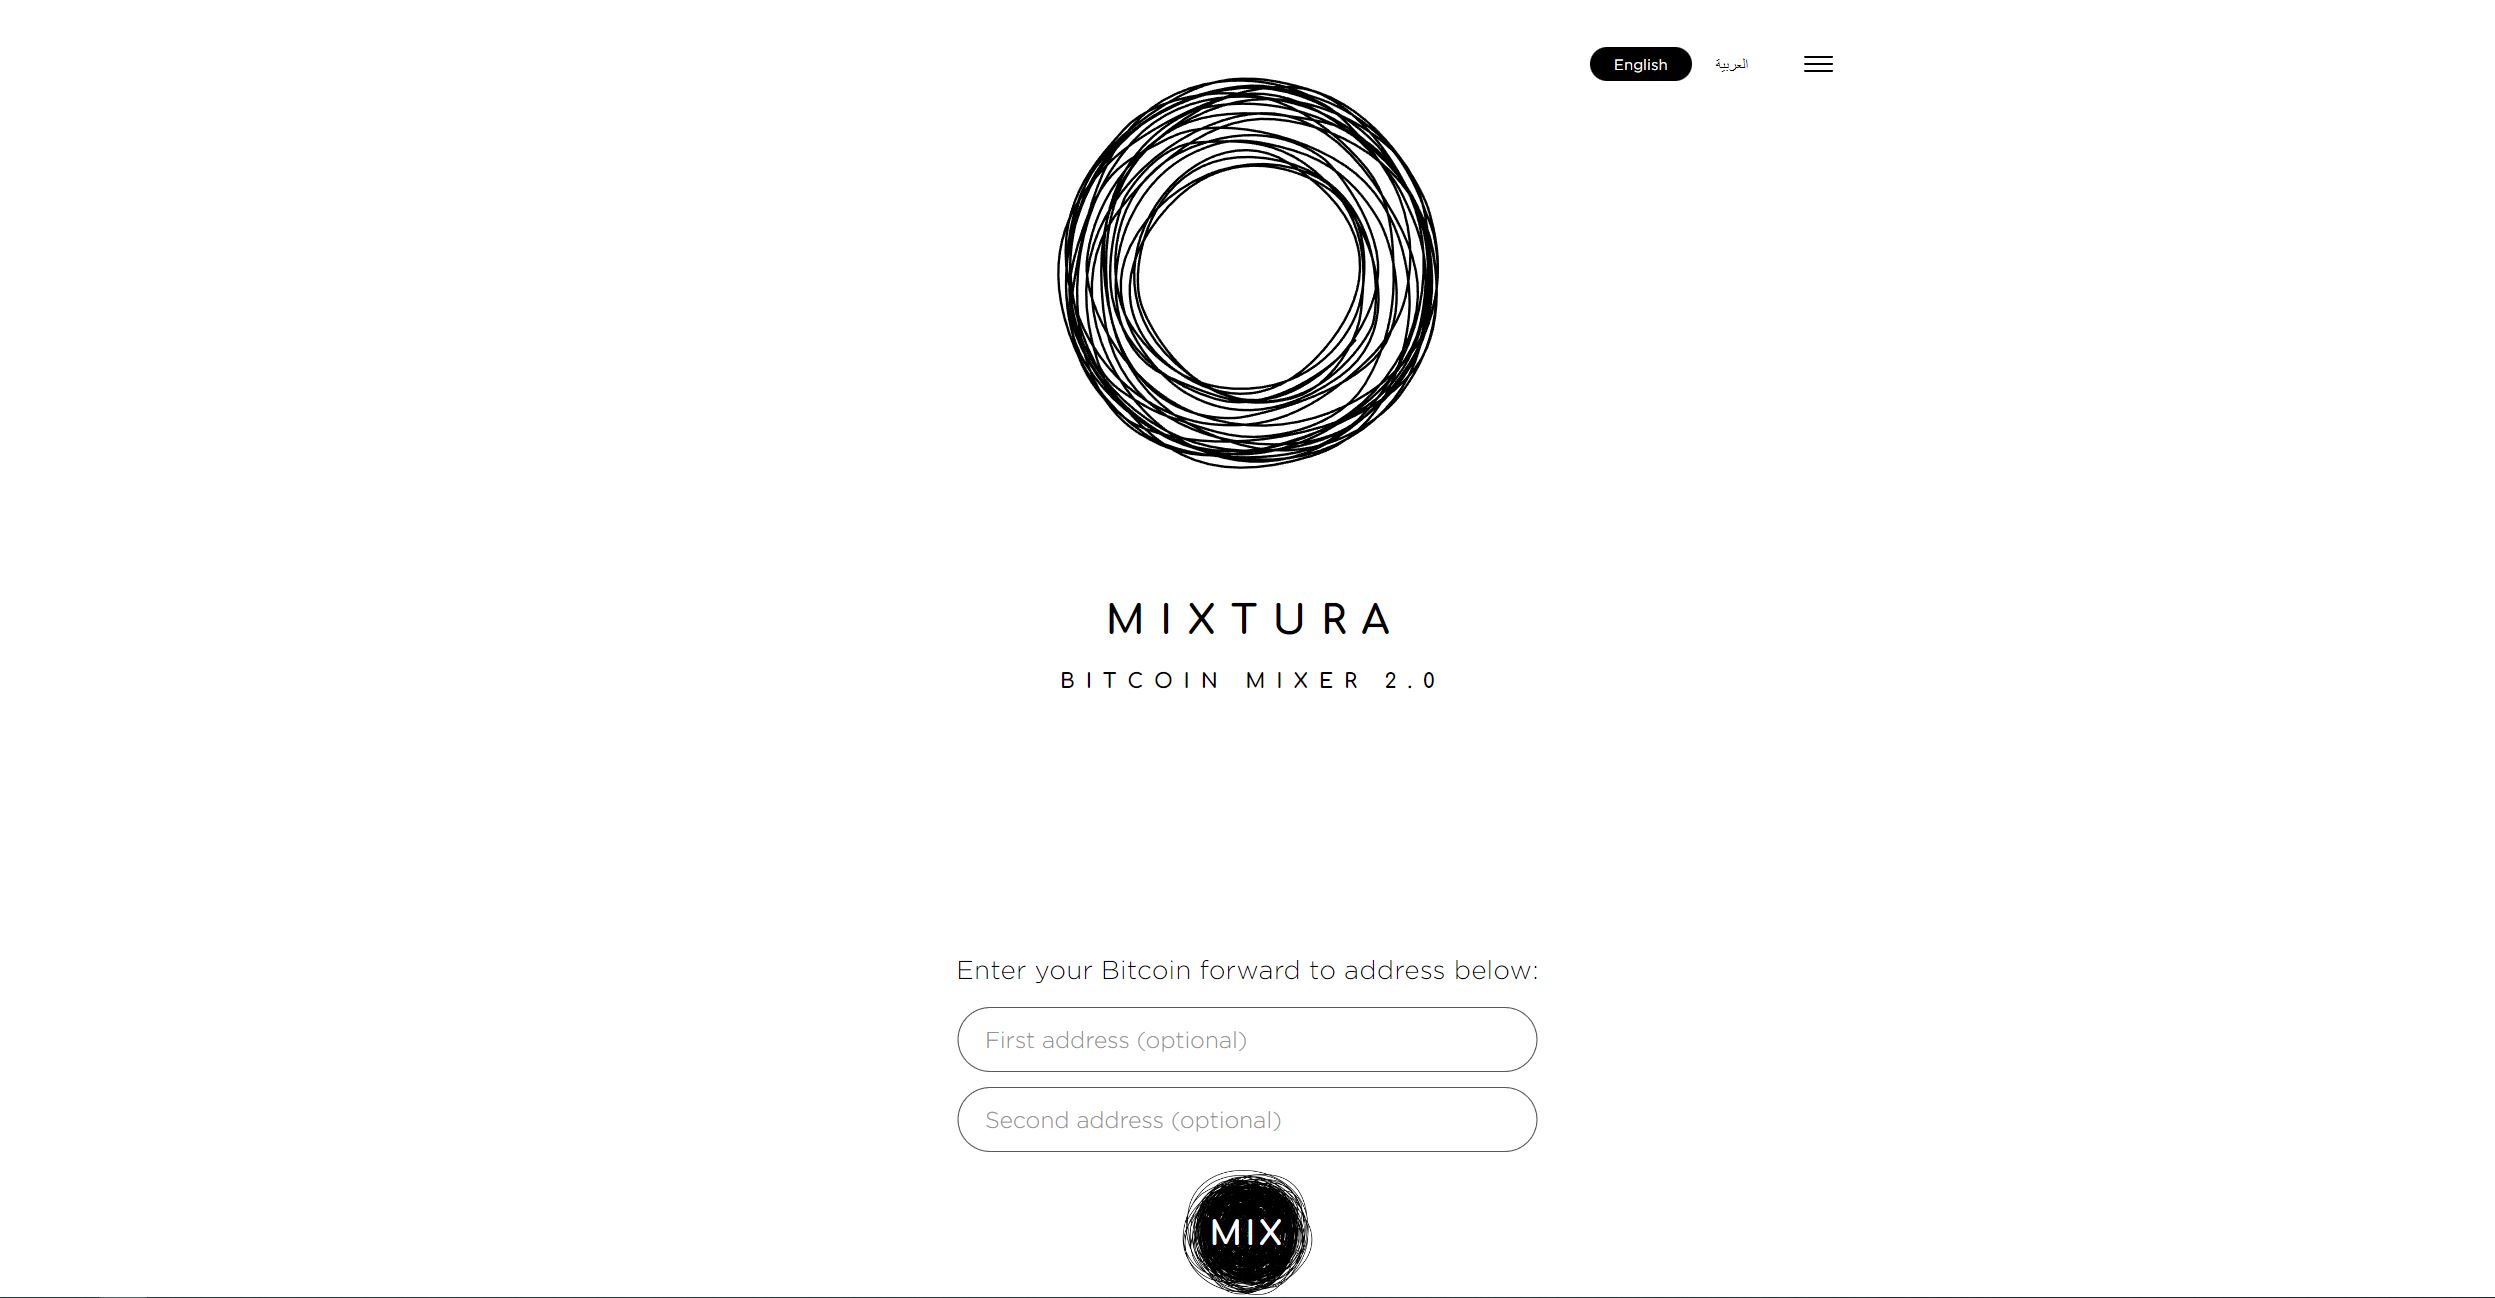 English العربية
MIXTURA
BITCOIN MIXER 2.0
Enter your Bitcoin forward to address below:
First address (optional)
Second address (optional)
MIX